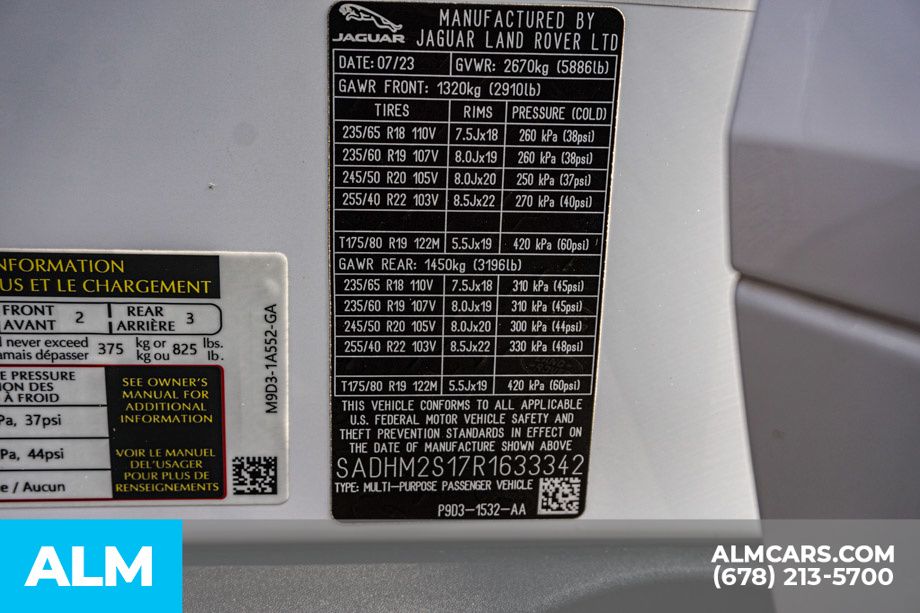 JAGUAR
MANUFACTURED BY
JAGUAR LAND ROVER LTD
DATE: 07/23 GVWR: 2670kg (5886lb)
GAWR FRONT: 1320kg (2910lb)
TIRES RIMS PRESSURE (COLD)
235/65 R18 110V 7.5Jx18 260 kPa (38psi)
235/60 R19 107V 8.0Jx19 260 kPa (38psi)
245/50 R20 105V 8.0Jx20 250 kPa (37psi)
255/40 R22 103V 8.5Jx22 270 kPa (40psi)
T175/80 R19 122M 5.5Jx19 420 kPa (60psi)
GAWR REAR: 1450kg (3196lb)
235/65 R18 110V 7.5Jx18 310 kPa (45psi)
235/60 R19 107V 8.0Jx19 310 kPa (45psi)
245/50 R20 105V 8.0Jx20 300 kPa (44psi)
255/40 R22 103V 8.5Jx22 330 kPa (48psi)
T175/80 R19 122M 5.5Jx19 420 kPa (60psi)
THIS VEHICLE CONFORMS TO ALL APPLICABLE
U.S. FEDERAL MOTOR VEHICLE SAFETY AND
THEFT PREVENTION STANDARDS IN EFFECT ON
THE DATE OF MANUFACTURE SHOWN ABOVE
SADHM2S17R1633342
TYPE: MULTI-PURPOSE PASSENGER VEHICLE
P9D3-1532-AA
NFORMATION
US ET LE CHARGEMENT
FRONT
AVANT 2 REAR
ARRIÈRE 3
never exceed
amais dépasser 375 kg or
kg ou 825 lbs.
lb.
E PRESSURE
ION DES
À FROID
Pa, 37psi
Pa, 44psi
e / Aucun
SEE OWNER'S
MANUAL FOR
ADDITIONAL
INFORMATION
VOIR LE MANUEL
DEL'USAGER
POUR PLUS DE
RENSEIGNEMENTS
M9D3-1A552-GA
ALM
ALMCARS.COM
(678) 213-5700